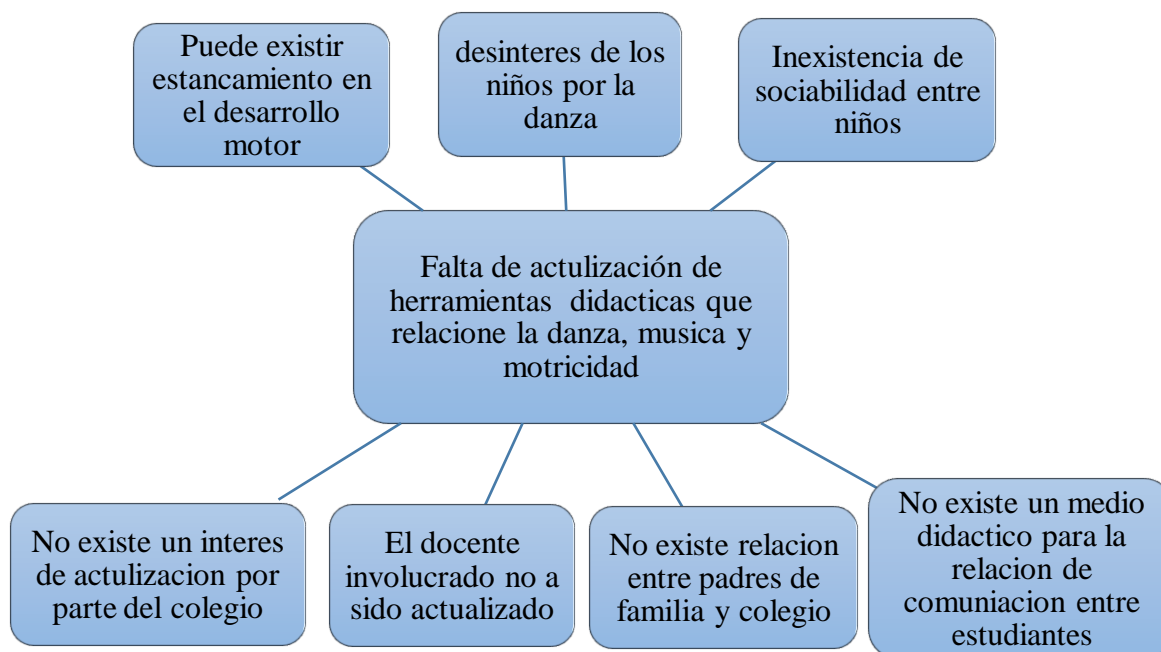 Puede existir
estancamiento en
el desarrollo
motor
desinteres de los
niños por la
danza
Inexistencia de
sociabilidad entre
niños
Falta de actulización de
herramientas didacticas que
relacione la danza, musica y
motricidad
No existe un interes
de actulizacion por
parte del colegio
El docente
involucrado no a
sido actualizado
No existe relacion
entre padres de
familia y colegio
No existe un medio
didactico para la
relacion de
comuniacion entre
estudiantes